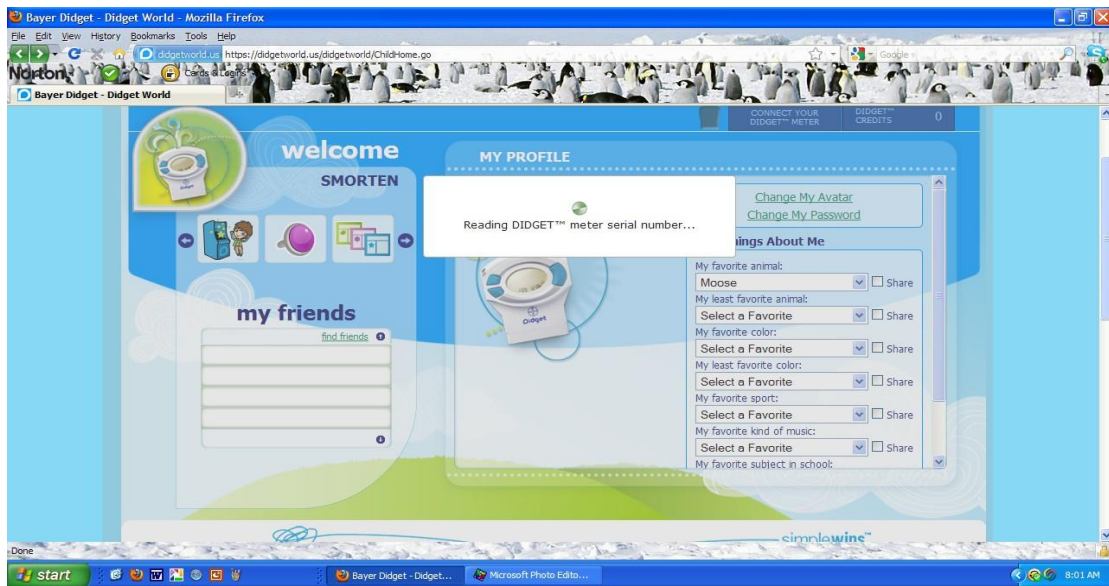 Bayer Didget - Didget World - Mozilla Firefox
File Edit View History Bookmarks Tools Help
didgetworld.us https://didgetworld.us/didgetworld/ChildHome.go
Google
Norton Cards & Logins
Bayer Didget - Didget World
CONNECT YOUR DIDGET™ METER
DIDGET™ CREDITS
0
welcome
SMORTEN
Didget
my friends
find friends
MY PROFILE
Reading DIDGET™ meter serial number...
Didget
Change My Avatar
Change My Password
ings About Me
My favorite animal:
Moose Share
My least favorite animal:
Select a Favorite Share
My favorite color:
Select a Favorite Share
My least favorite color:
Select a Favorite Share
My favorite sport:
Select a Favorite Share
My favorite kind of music:
Select a Favorite Share
My favorite subject in school:
simplewins™
Done
start
Bayer Didget - Didget...
Microsoft Photo Edito...
8:01 AM